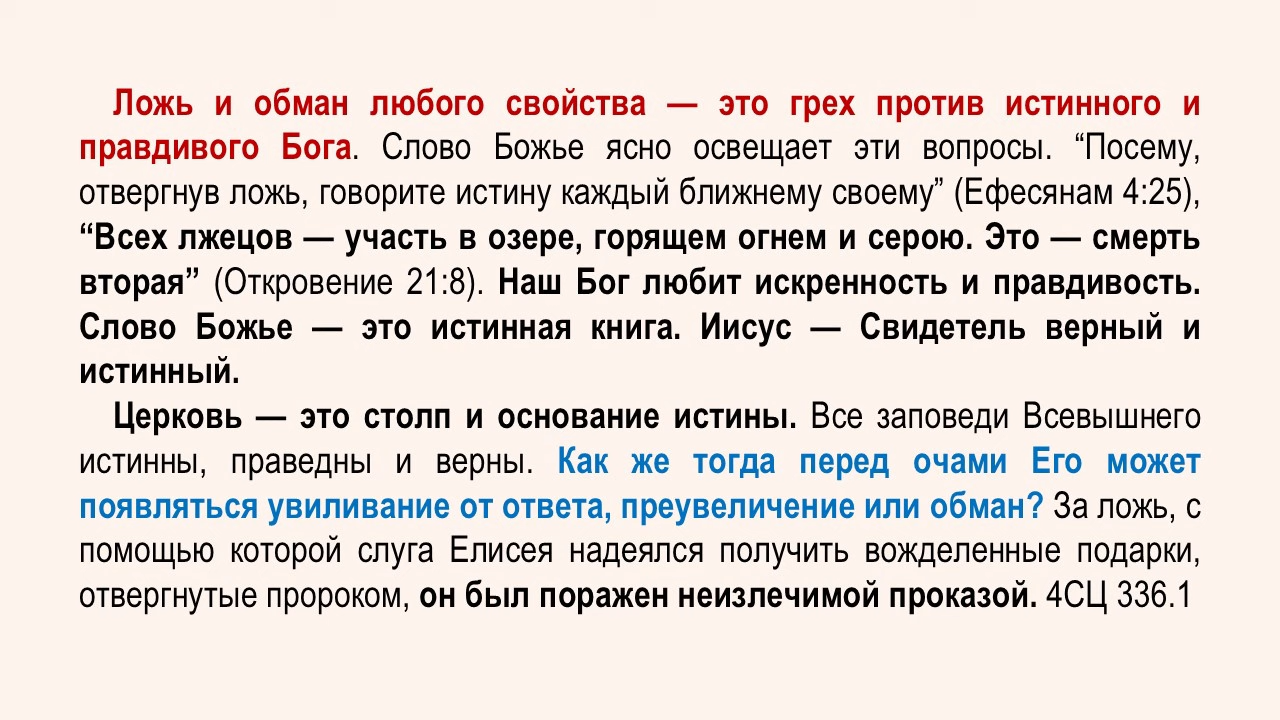 Ложь и обман любого свойства — это грех против истинного и
правдивого Бога. Слово Божье ясно освещает эти вопросы. “Посему,
отвергнув ложь, говорите истину каждый ближнему своему” (Ефесянам 4:25),
“Всех лжецов — участь в озере, горящем огнем и серою. Это — смерть
вторая” (Откровение 21:8). Наш Бог любит искренность и правдивость.
Слово Божье — это истинная книга. Иисус — Свидетель верный и
истинный.
Церковь — это столп и основание истины. Все заповеди Всевышнего
истинны, праведны и верны. Как же тогда перед очами Его может
появляться увиливание от ответа, преувеличение или обман? За ложь, с
помощью которой слуга Елисея надеялся получить вожделенные подарки,
отвергнутые пророком, он был поражен неизлечимой проказой. 4СЦ 336.1